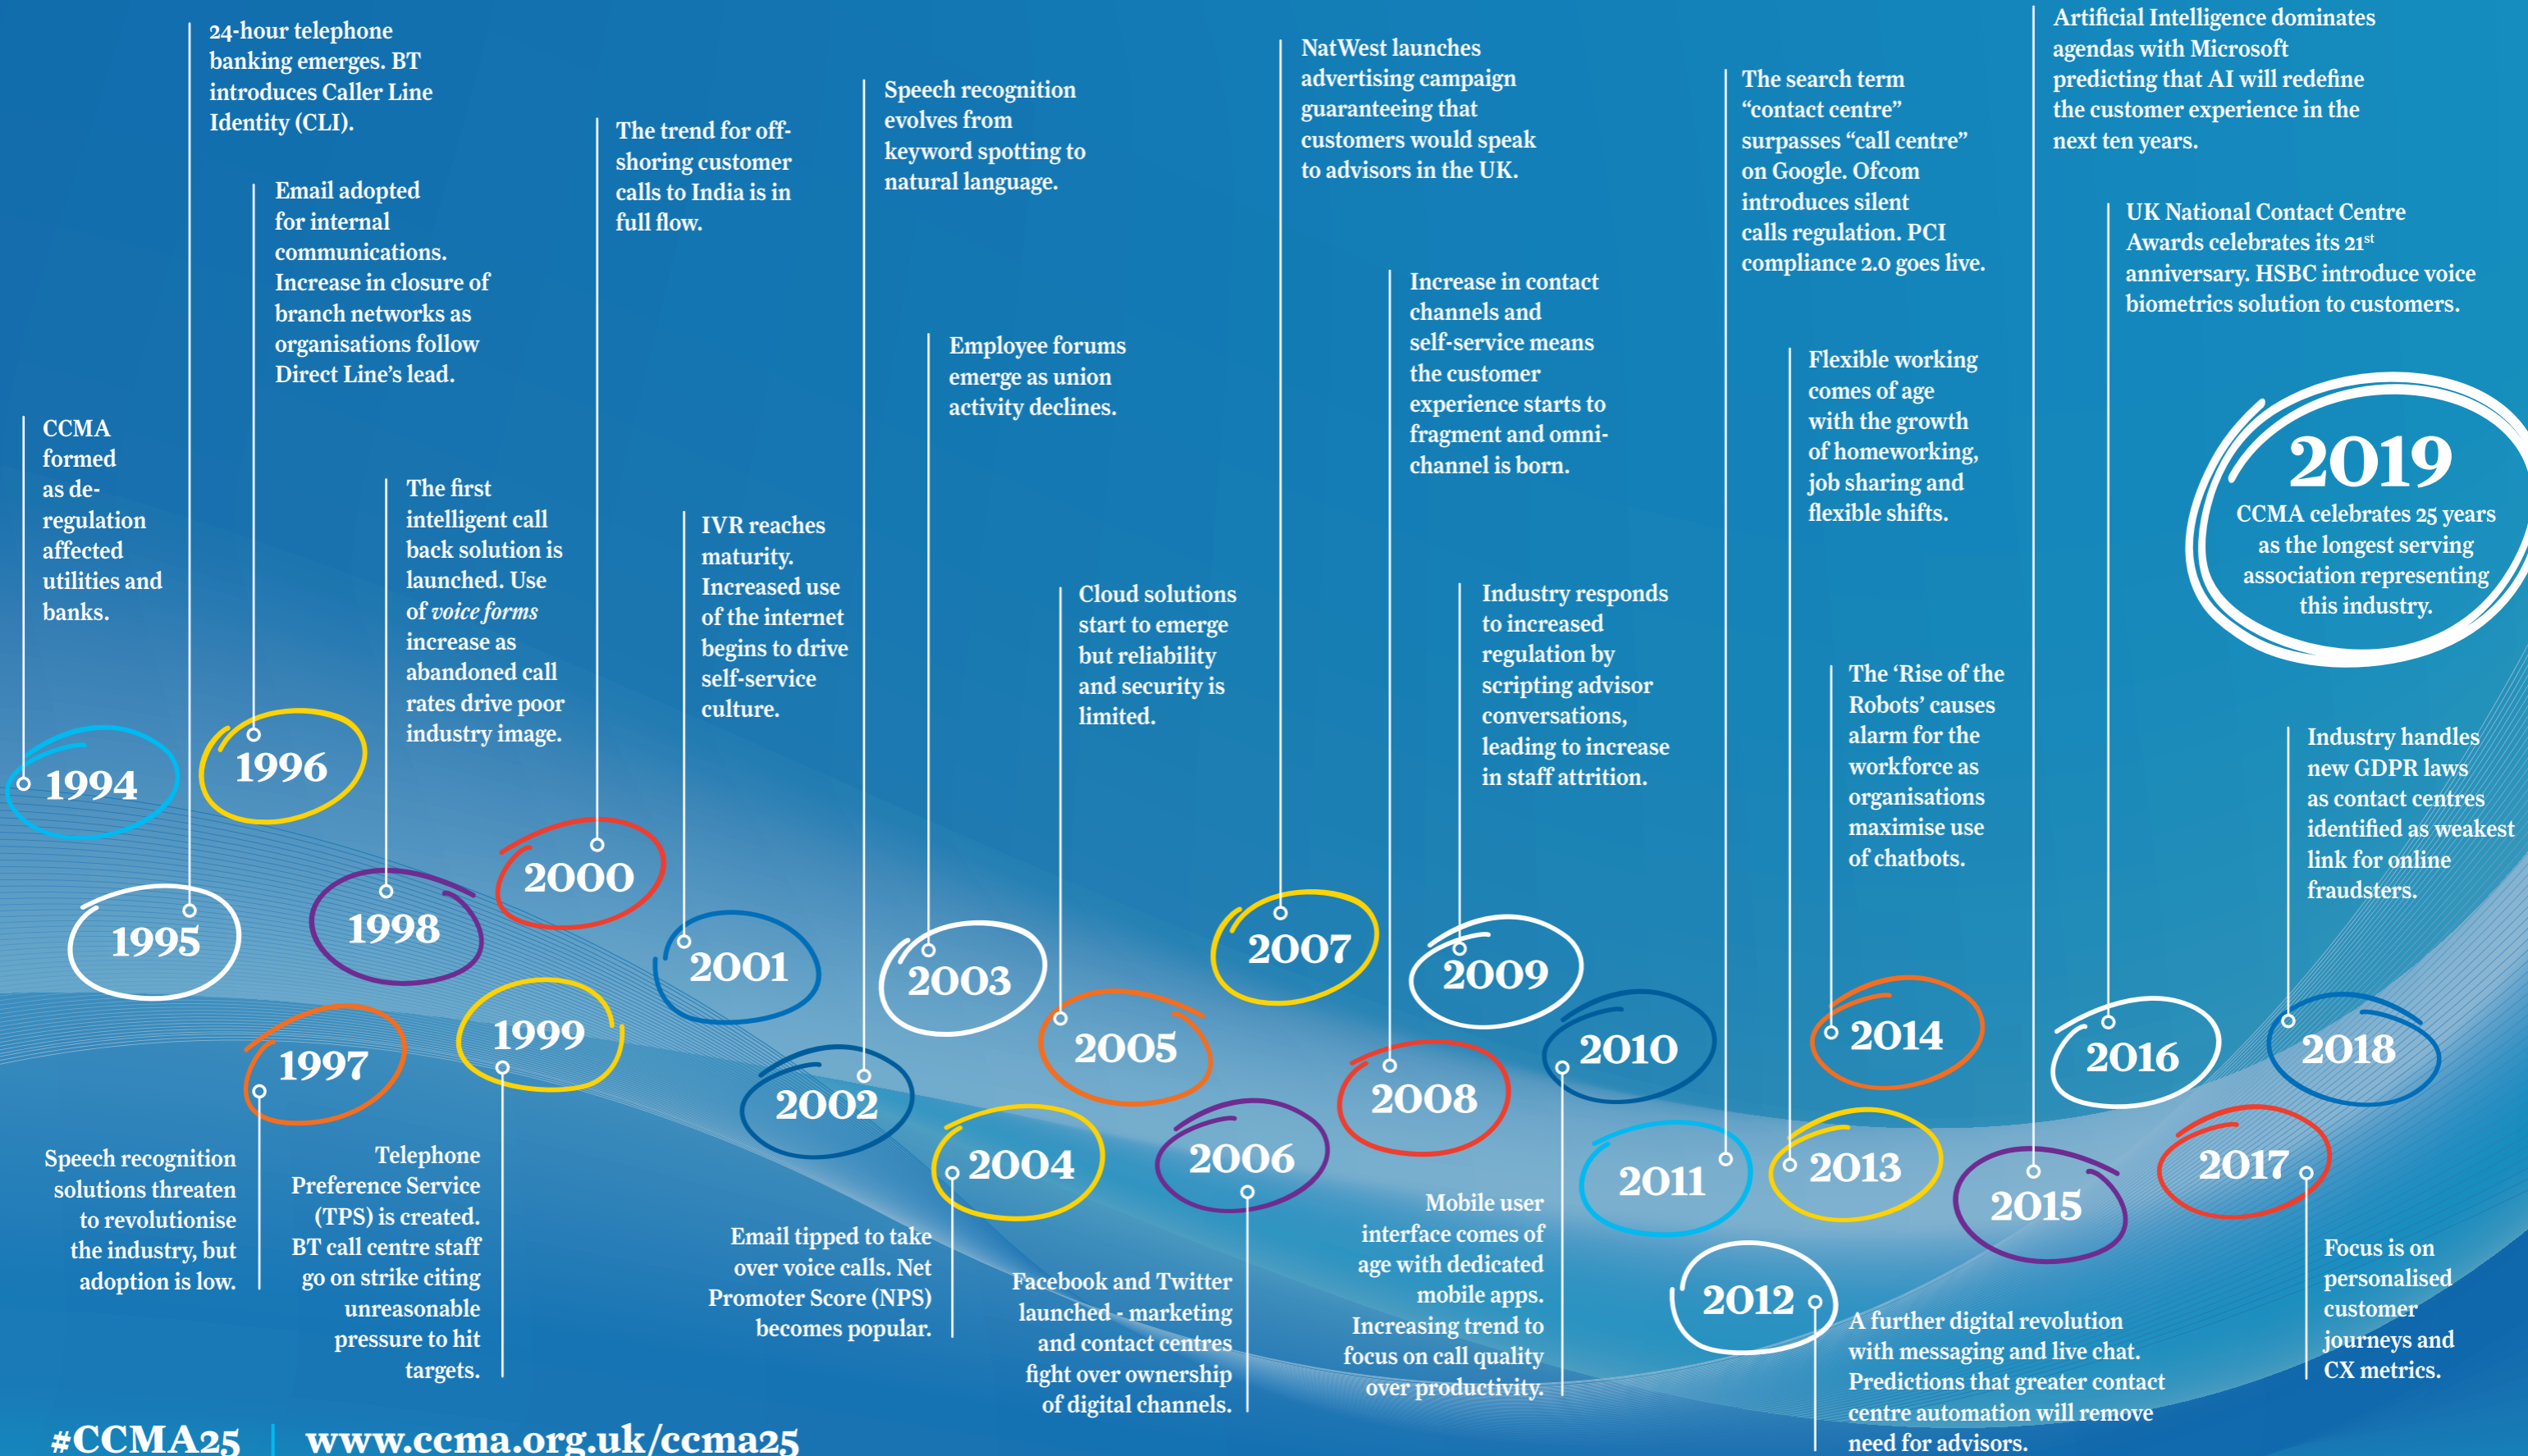 24-hour telephone
banking emerges. BT
introduces Caller Line
Identity (CLI).
Email adopted
for internal
communications.
Increase in closure of
branch networks as
organisations follow
Direct Line’s lead.
CCMA
formed
as de-
regulation
affected
utilities and
banks.
The first
intelligent call
back solution is
launched. Use
of voice forms
increase as
abandoned call
rates drive poor
industry image.
The trend for off-
shoring customer
calls to India is in
full flow.
IVR reaches
maturity.
Increased use
of the internet
begins to drive
self-service
culture.
Speech recognition
evolves from
keyword spotting to
natural language.
Employee forums
emerge as union
activity declines.
Cloud solutions
start to emerge
but reliability
and security is
limited.
NatWest launches
advertising campaign
guaranteeing that
customers would speak
to advisors in the UK.
Increase in contact
channels and
self-service means
the customer
experience starts to
fragment and omni-
channel is born.
Industry responds
to increased
regulation by
scripting advisor
conversations,
leading to increase
in staff attrition.
The search term
“contact centre”
surpasses “call centre”
on Google. Ofcom
introduces silent
calls regulation. PCI
compliance 2.0 goes live.
Flexible working
comes of age
with the growth
of homeworking,
job sharing and
flexible shifts.
The ‘Rise of the
Robots’ causes
alarm for the
workforce as
organisations
maximise use
of chatbots.
Artificial Intelligence dominates
agendas with Microsoft
predicting that AI will redefine
the customer experience in the
next ten years.
UK National Contact Centre
Awards celebrates its 21st
anniversary. HSBC introduce voice
biometrics solution to customers.
2019
CCMA celebrates 25 years
as the longest serving
association representing
this industry.
Industry handles
new GDPR laws
as contact centres
identified as weakest
link for online
fraudsters.
1994
1995
1996
1997
1998
1999
2000
2001
2002
2003
2004
2005
2006
2007
2008
2009
2010
2011
2012
2013
2014
2015
2016
2017
2018
Speech recognition
solutions threaten
to revolutionise
the industry, but
adoption is low.
Telephone
Preference Service
(TPS) is created.
BT call centre staff
go on strike citing
unreasonable
pressure to hit
targets.
Email tipped to take
over voice calls. Net
Promoter Score (NPS)
becomes popular.
Facebook and Twitter
launched - marketing
and contact centres
fight over ownership
of digital channels.
Mobile user
interface comes of
age with dedicated
mobile apps.
Increasing trend to
focus on call quality
over productivity.
A further digital revolution
with messaging and live chat.
Predictions that greater contact
centre automation will remove
need for advisors.
Focus is on
personalised
customer
journeys and
CX metrics.
#CCMA25 | www.ccma.org.uk/ccma25